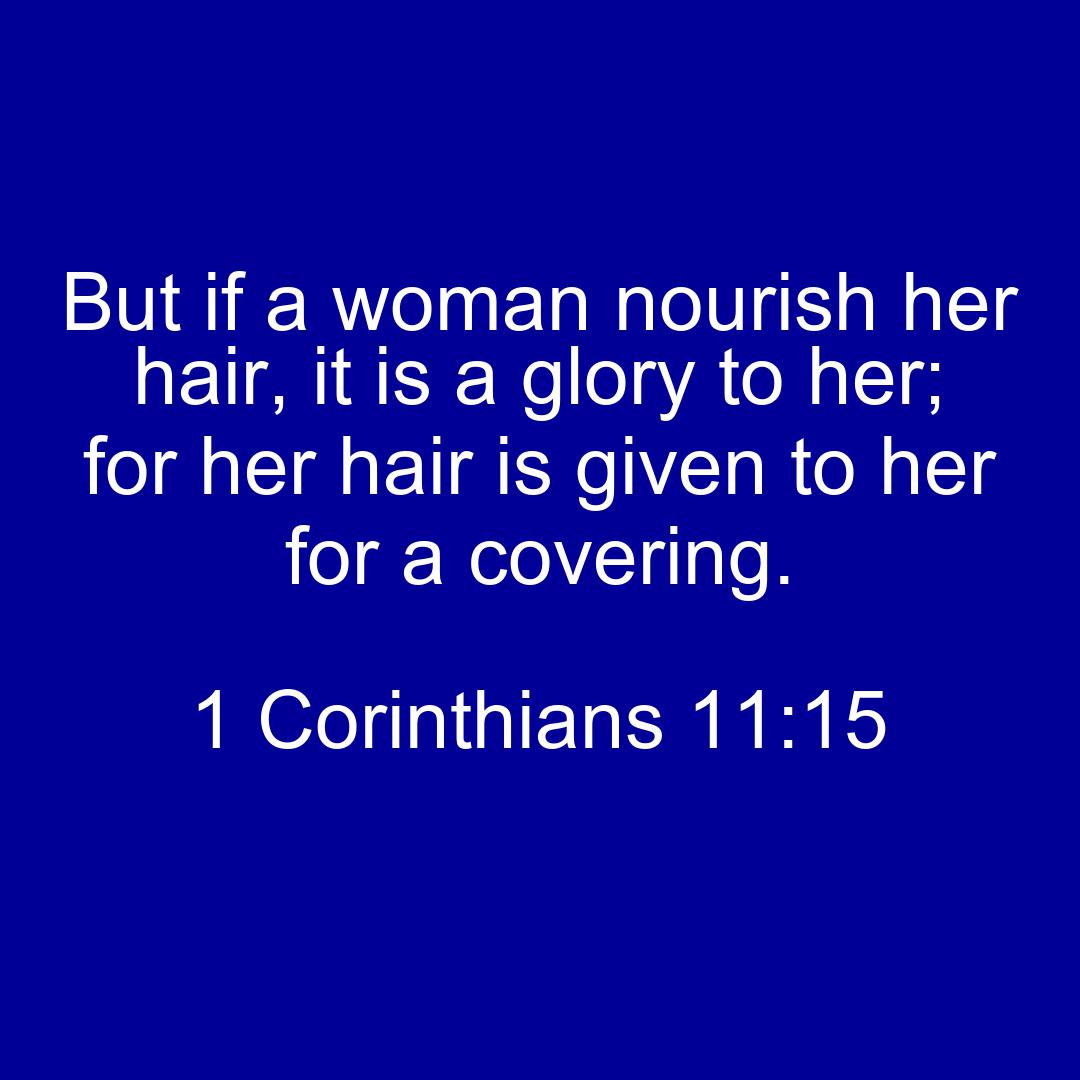 But if a woman nourish her
hair, it is a glory to her;
for her hair is given to her
for a covering.
1 Corinthians 11:15